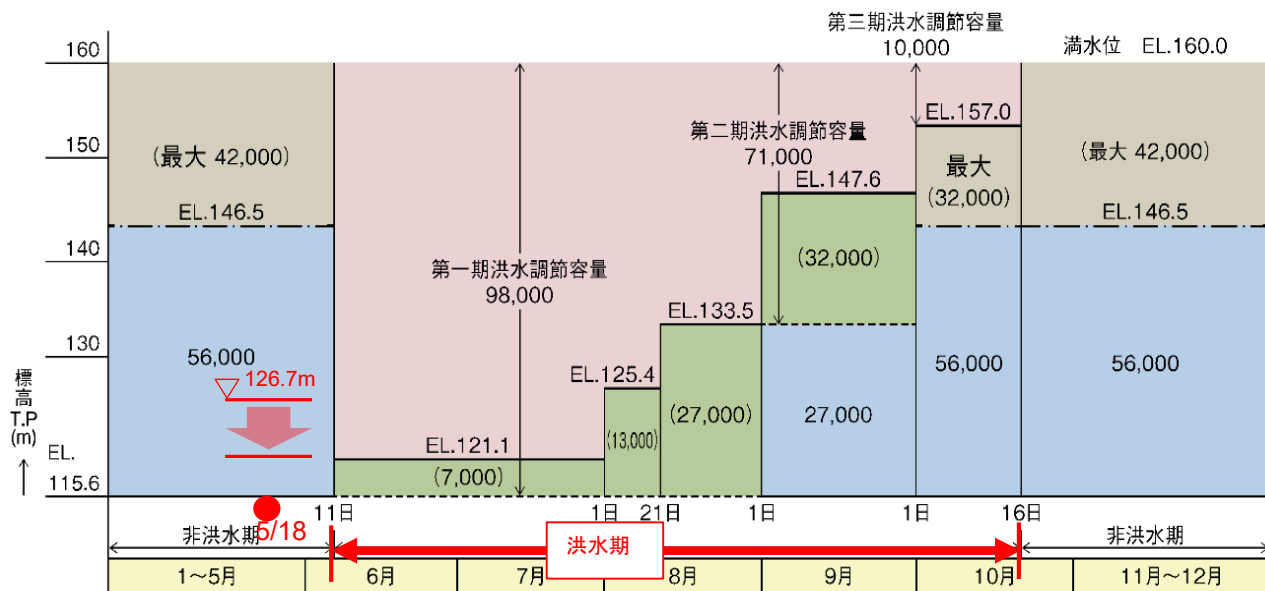 第三期洪水調節容量
10,000
満水位 EL.160.0
160
150
140
130
標高
T.P
(m)
EL.
115.6
(最大 42,000)
EL.146.5
56,000
126.7m
第一期洪水調節容量
98,000
EL.121.1
(7,000)
EL.125.4
(13,000)
EL.133.5
(27,000)
第二期洪水調節容量
71,000
EL.147.6
(32,000)
27,000
EL.157.0
最大
(32,000)
56,000
(最大 42,000)
EL.146.5
56,000
5/18
11日
1日
21日
1日
1日
16日
非洪水期
洪水期
非洪水期
1～5月
6月
7月
8月
9月
10月
11月～12月